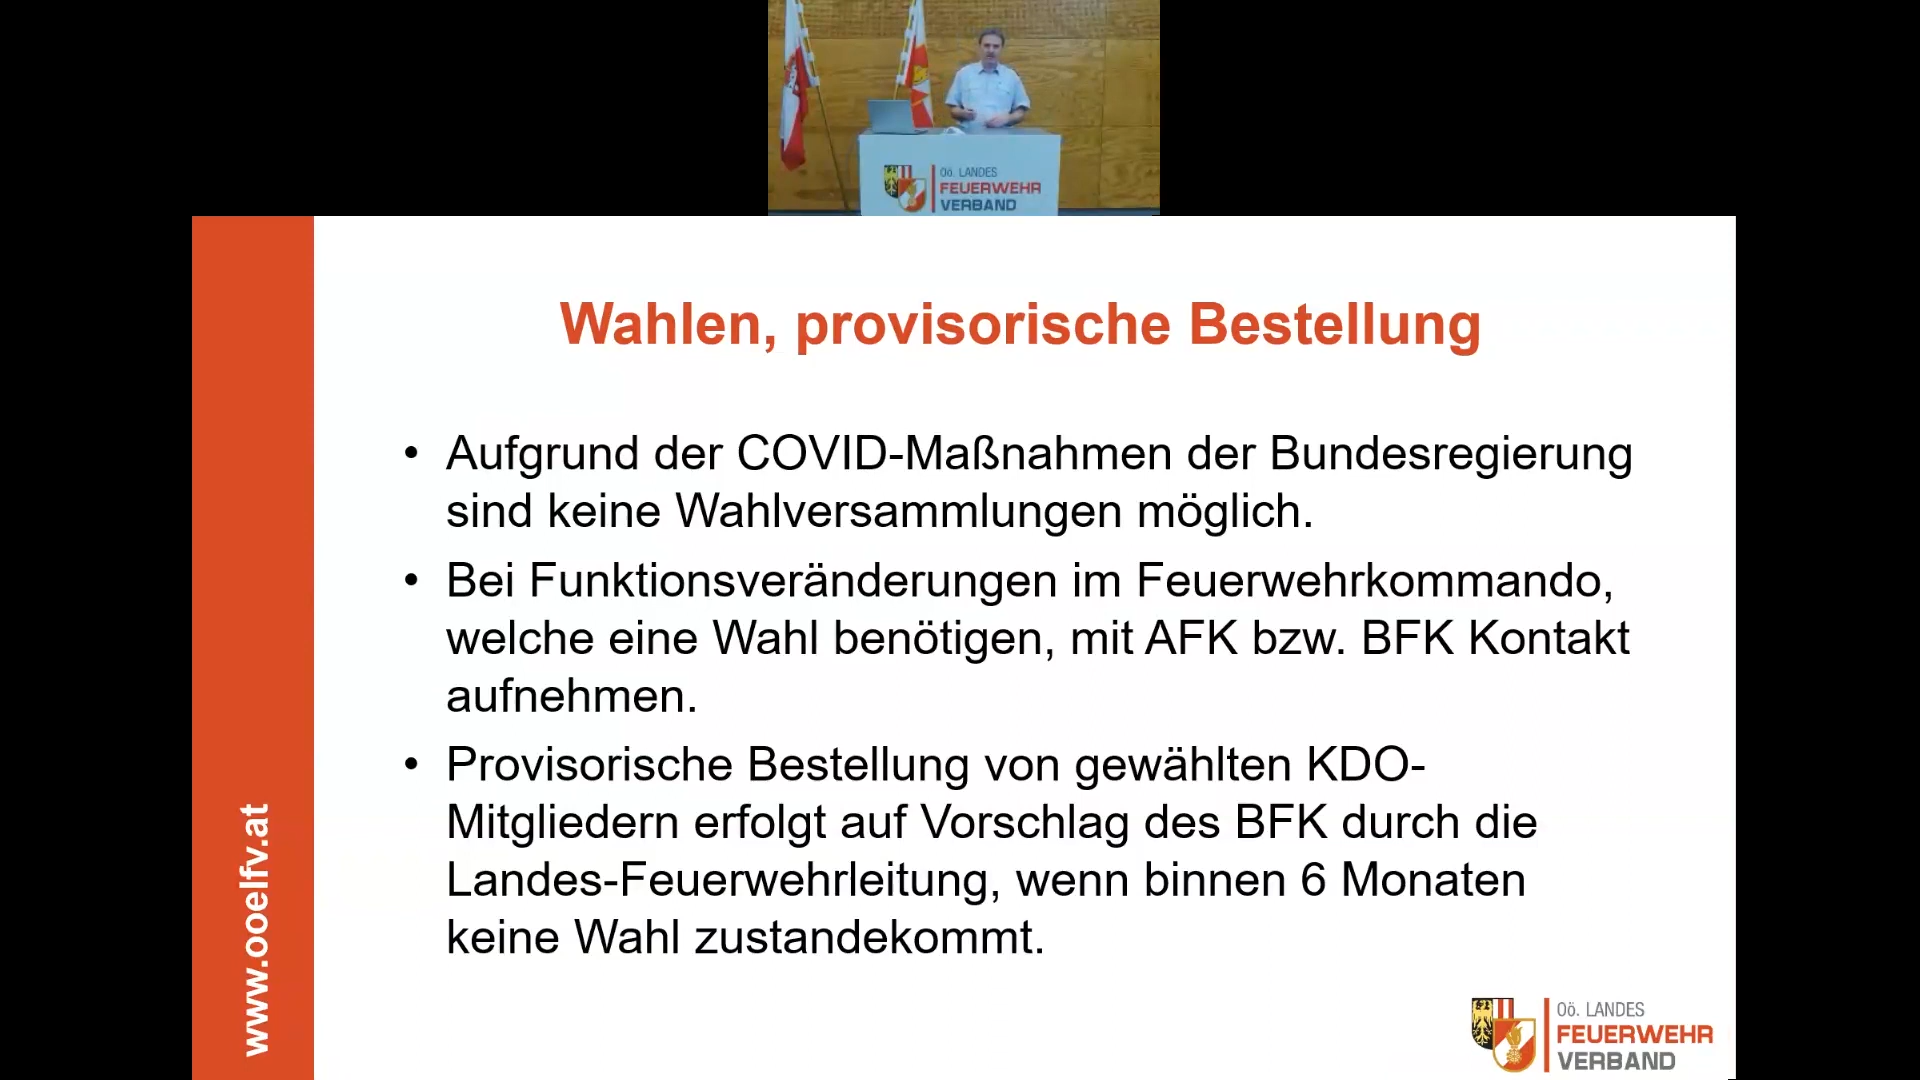 OÖ. LANDES
FEUERWEHR
VERBAND
Wahlen, provisorische Bestellung
• Aufgrund der COVID-Maßnahmen der Bundesregierung
sind keine Wahlversammlungen möglich.
• Bei Funktionsveränderungen im Feuerwehrkommando,
welche eine Wahl benötigen, mit AFK bzw. BFK Kontakt
aufnehmen.
• Provisorische Bestellung von gewählten KDO-
Mitgliedern erfolgt auf Vorschlag des BFK durch die
Landes-Feuerwehrleitung, wenn binnen 6 Monaten
keine Wahl zustandekommt.
www.ooelfv.at
OÖ. LANDES
FEUERWEHR
VERBAND